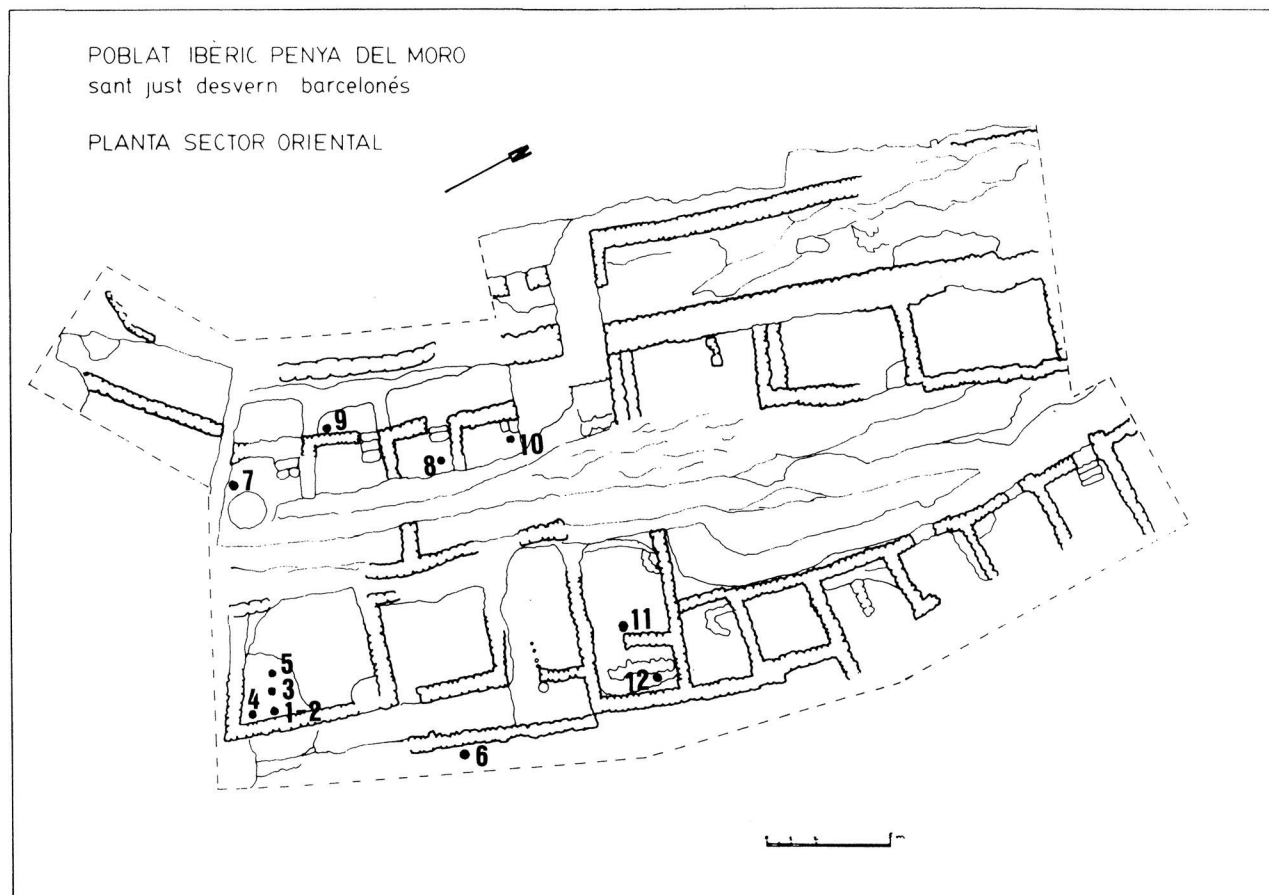 POBLAT IBÈRIC PENYA DEL MORO
sant just desvern barcelonés
PLANTA SECTOR ORIENTAL
N
9
10
8
7
11
5
12
3
4
1-2
6
m